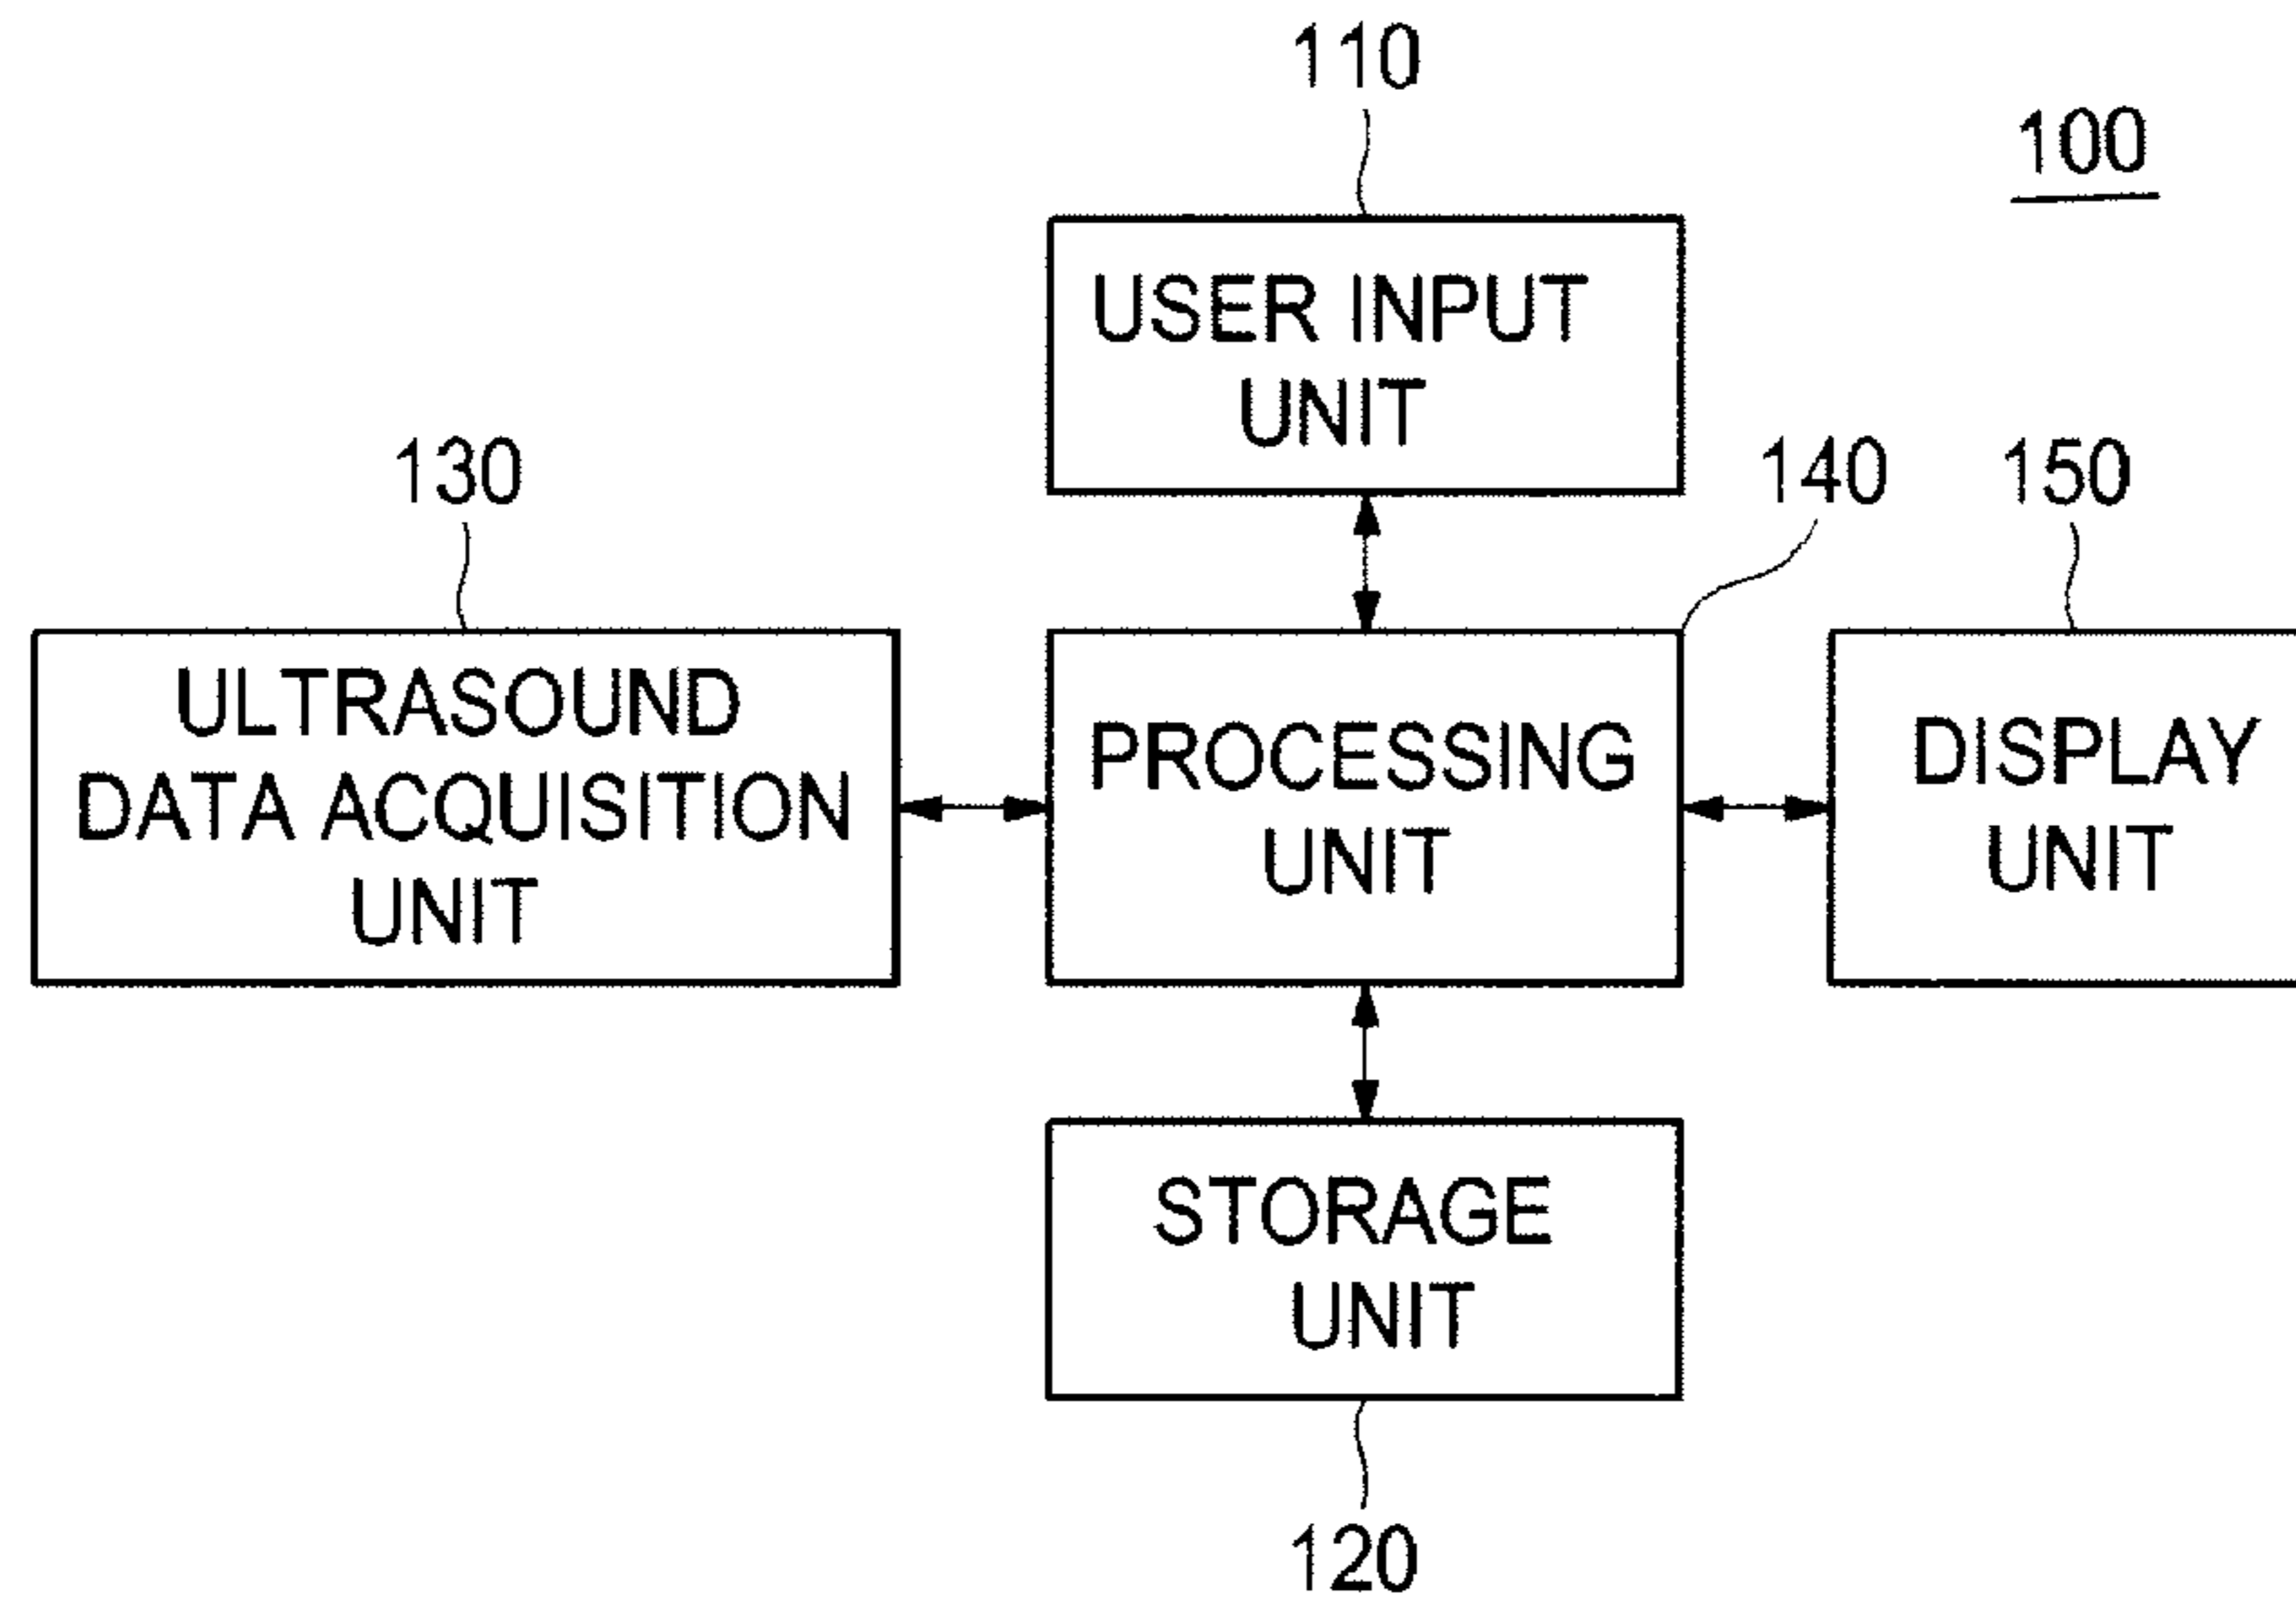 110
100
USER INPUT
UNIT
130
140
150
ULTRASOUND
DATA ACQUISITION
UNIT
PROCESSING
UNIT
DISPLAY
UNIT
STORAGE
UNIT
120